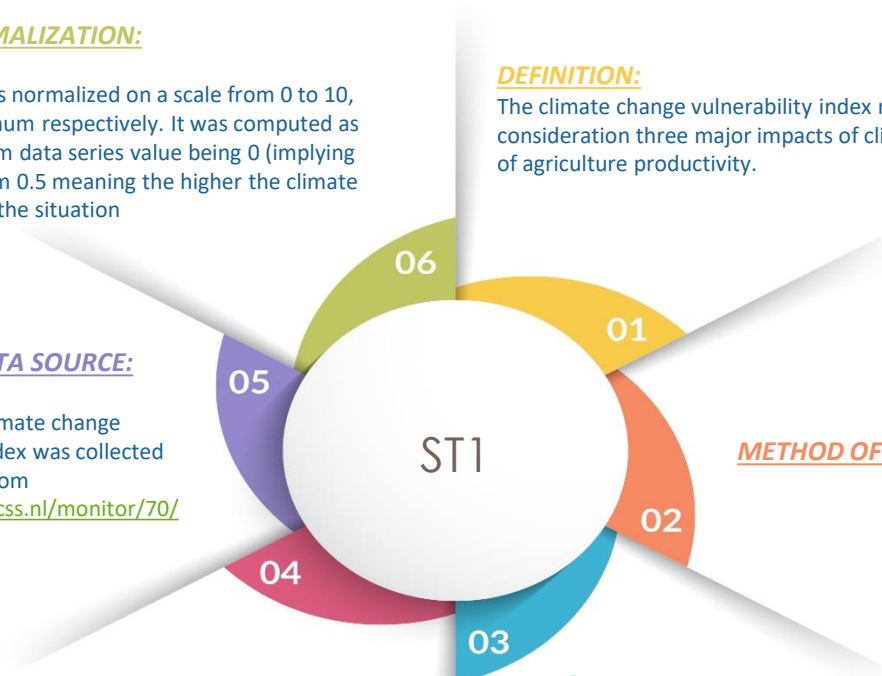 MALIZATION:
s normalized on a scale from 0 to 10,
num respectively. It was computed as
m data series value being 0 (implying
m 0.5 meaning the higher the climate
the situation
DEFINITION:
The climate change vulnerability index
consideration three major impacts of cli
of agriculture productivity.
06
01
TA SOURCE:
mate change
dex was collected
om
css.nl/monitor/70/
05
ST1
METHOD OF
02
04
03